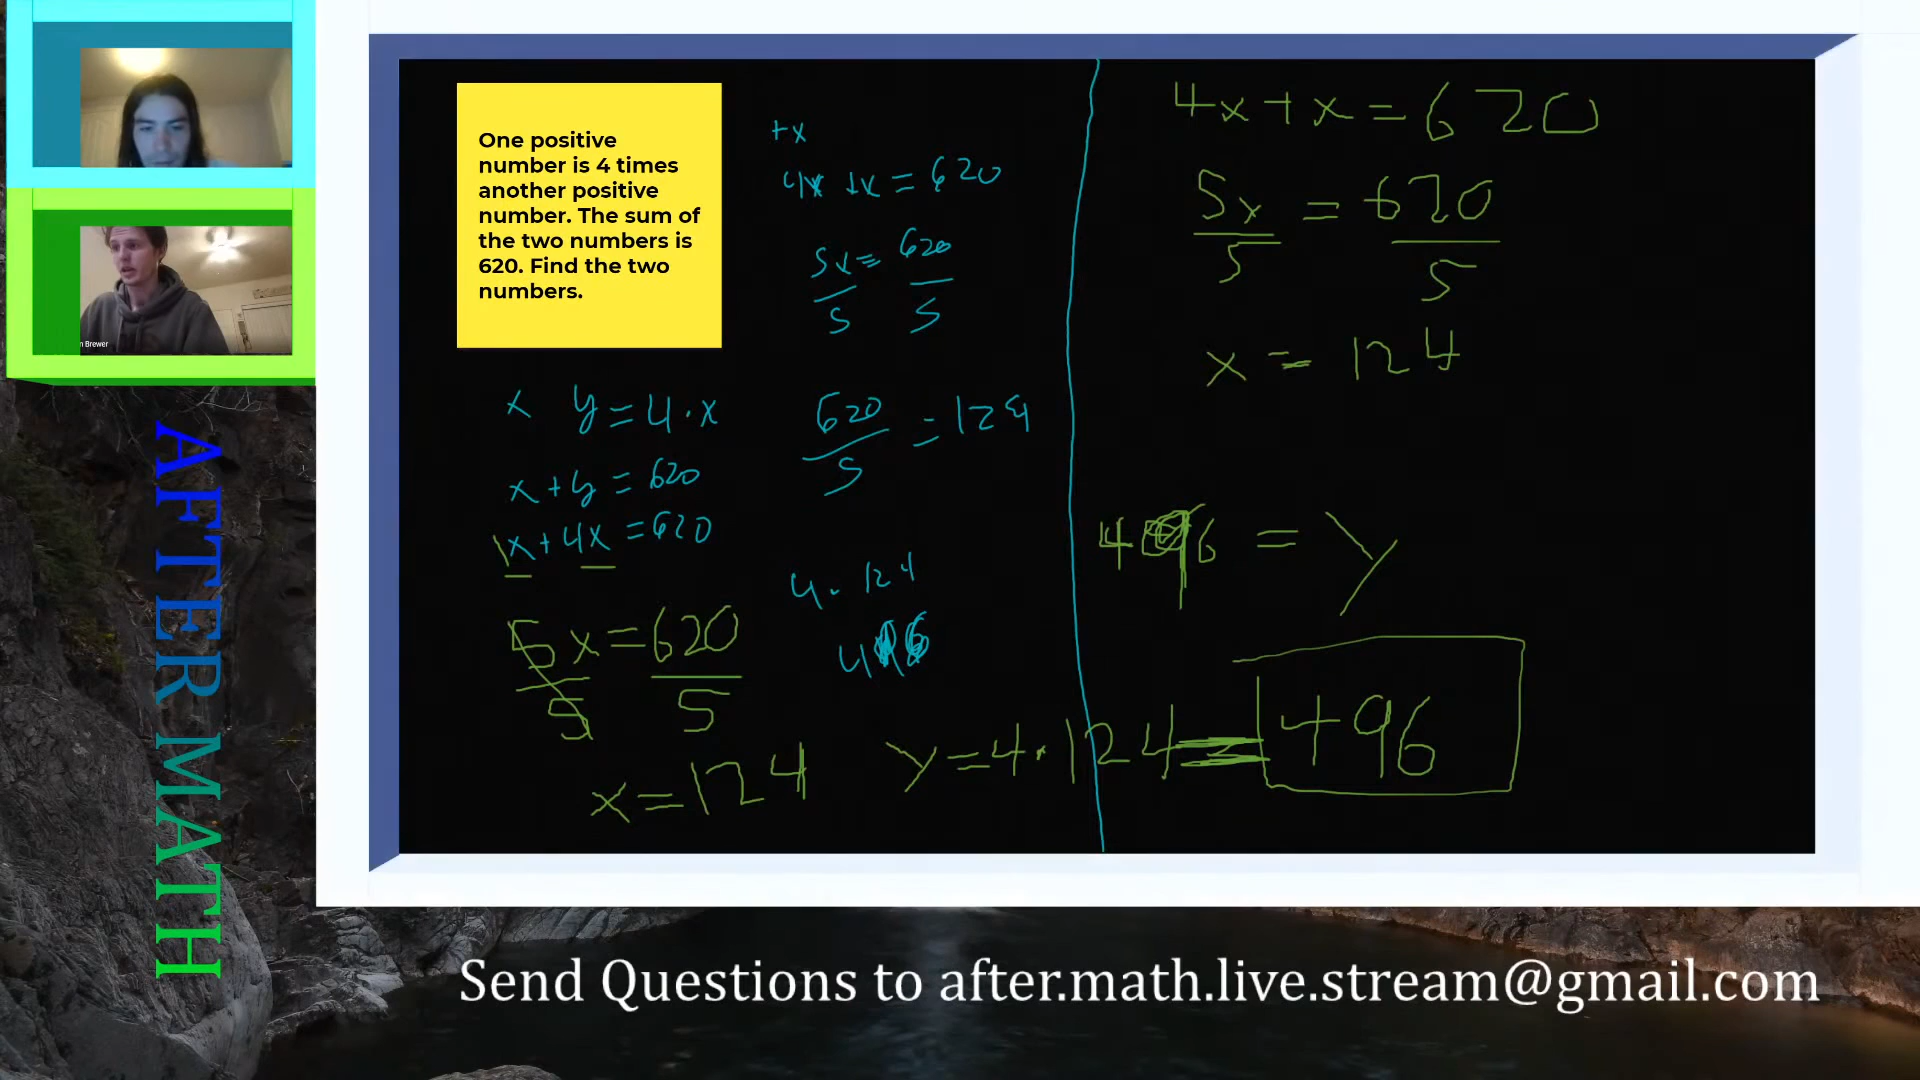 n Brewer
AFTER MATH
One positive
number is 4 times
another positive
number. The sum of
the two numbers is
620. Find the two
numbers.
+x
4x +x = 620
5x = 620
5 5
620
5
= 124
x y = 4 · x
x + y = 620
x + 4x = 620
5x = 620
5 5
x = 124
4 · 124
y = 4 · 124 = 496
4x + x = 620
5x = 620
5 5
x = 124
496 = y
Send Questions to after.math.live.stream@gmail.com